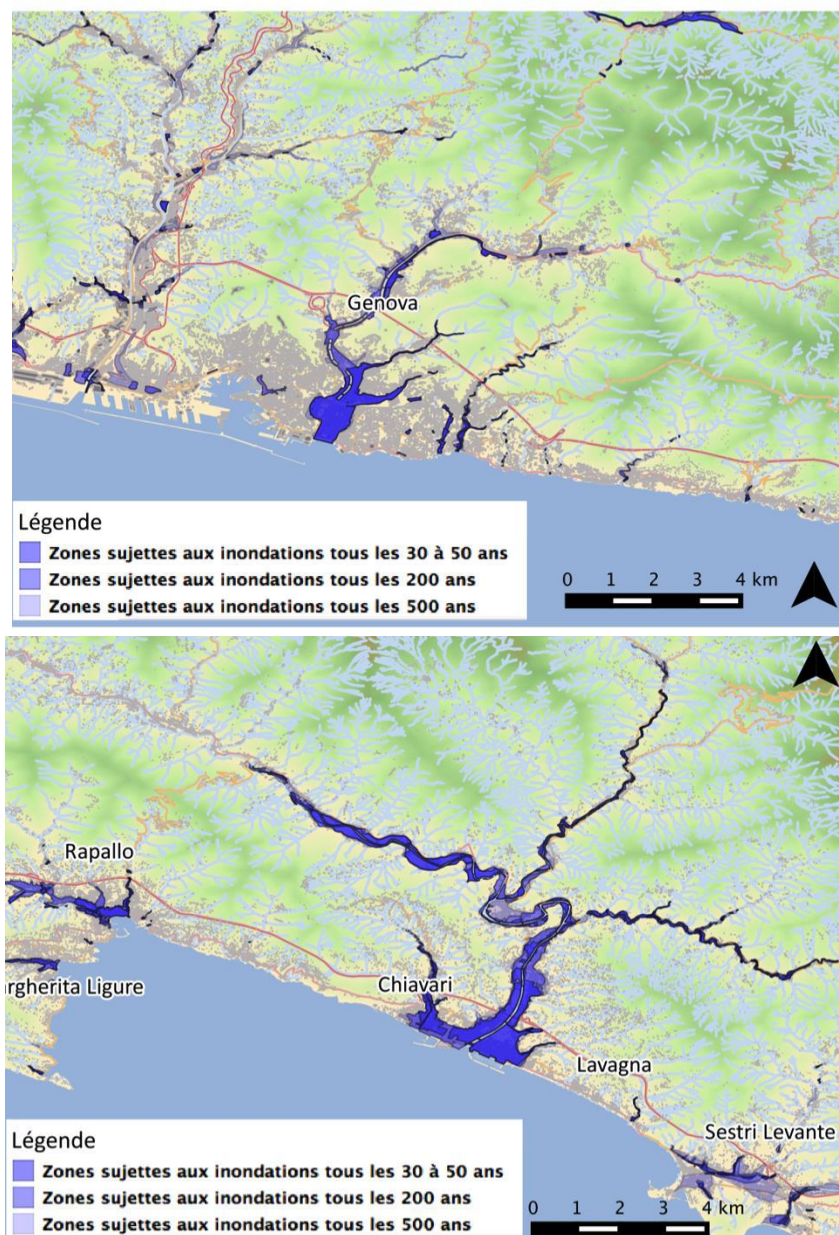 Genova
Légende
Zones sujettes aux inondations tous les 30 à 50 ans
Zones sujettes aux inondations tous les 200 ans
Zones sujettes aux inondations tous les 500 ans
0 1 2 3 4 km
Rapallo
argherita Ligure
Chiavari
Lavagna
Sestri Levante
Légende
Zones sujettes aux inondations tous les 30 à 50 ans
Zones sujettes aux inondations tous les 200 ans
Zones sujettes aux inondations tous les 500 ans
0 1 2 3 4 km